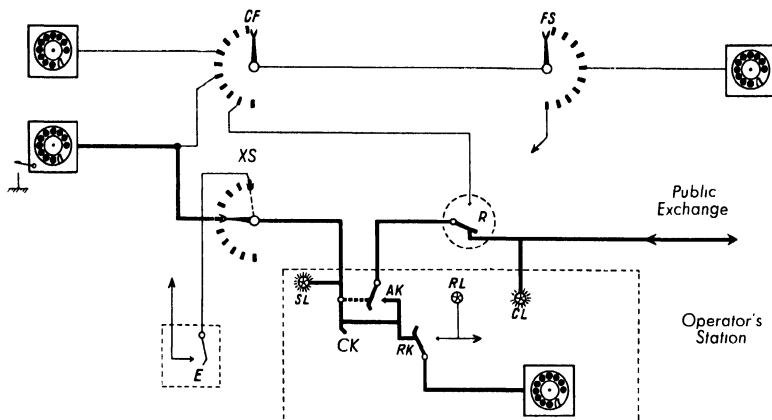 CF
FS
XS
R
Public
Exchange
SL
AK
RL
CL
CK
RK
Operator's
Station
E